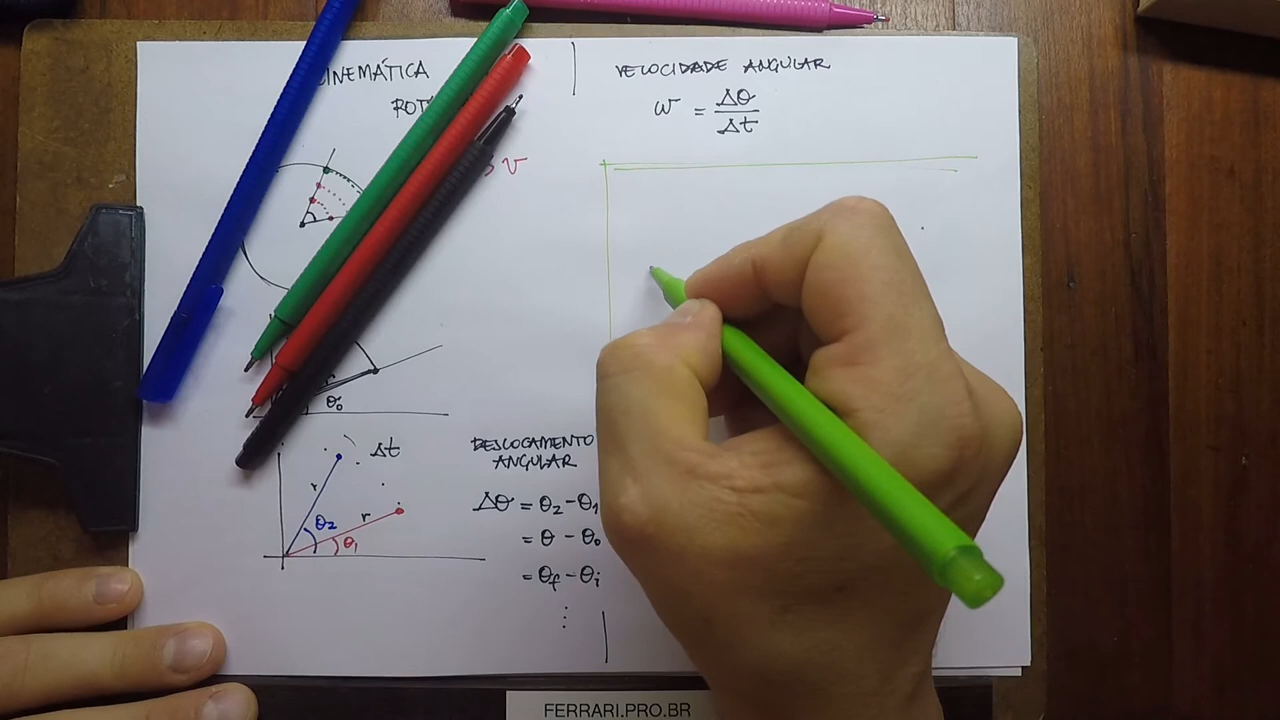 CINEMÁTICA
ROT
v
r
θ₀
Δt
r
θ₂
r
θ₁
DESLOCAMENTO
ANGULAR
Δθ = θ₂ - θ₁
= θ - θ₀
= θf - θi
⋮
VELOCIDADE ANGULAR
w = Δθ/Δt
FERRARI.PRO.BR